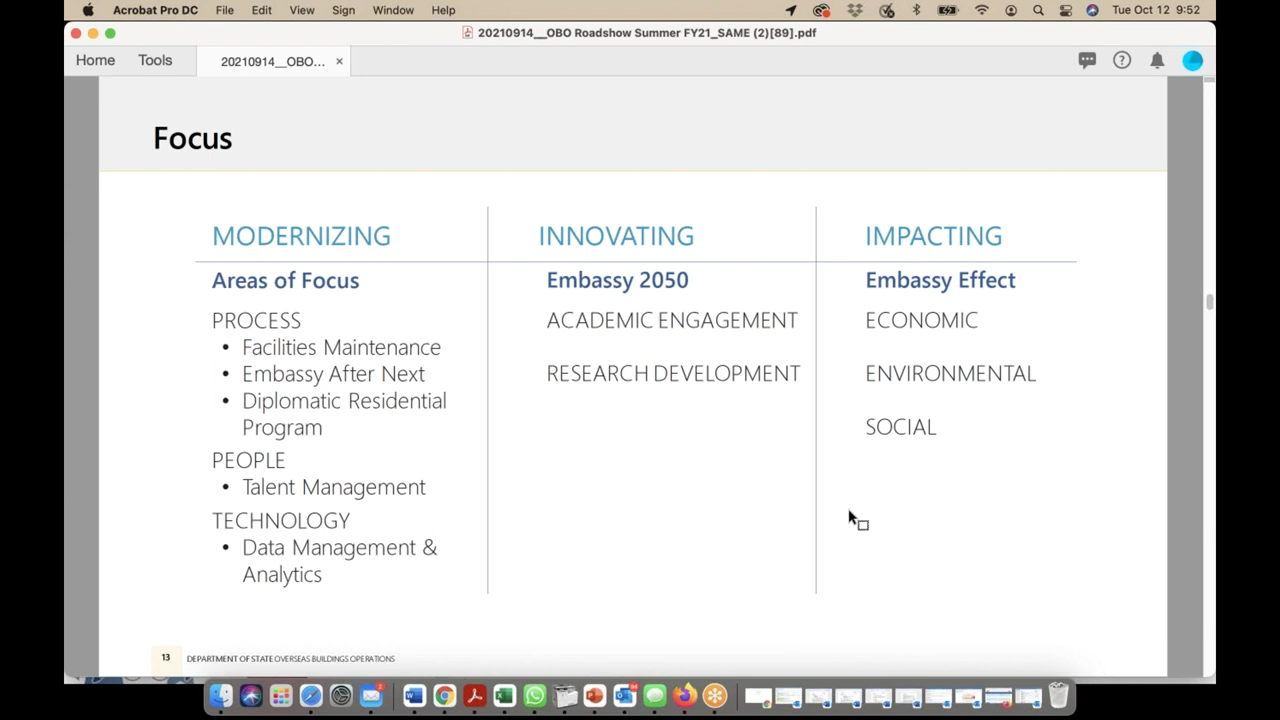 Acrobat Pro DC File Edit View Sign Window Help Tue Oct 12 9:52
20210914__OBO Roadshow Summer FY21_SAME (2)[89].pdf
Home Tools 20210914__OBO... ×
Focus
MODERNIZING
Areas of Focus
PROCESS
• Facilities Maintenance
• Embassy After Next
• Diplomatic Residential
Program
PEOPLE
• Talent Management
TECHNOLOGY
• Data Management &
Analytics
INNOVATING
Embassy 2050
ACADEMIC ENGAGEMENT
RESEARCH DEVELOPMENT
IMPACTING
Embassy Effect
ECONOMIC
ENVIRONMENTAL
SOCIAL
13 DEPARTMENT OF STATE OVERSEAS BUILDINGS OPERATIONS